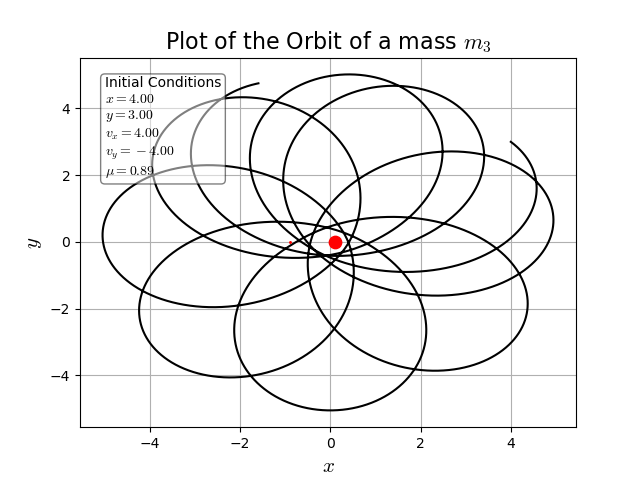 Plot of the Orbit of a mass m₃
Initial Conditions
x = 4.00
y = 3.00
vₓ = 4.00
v_y = −4.00
μ = 0.89
4
2
0
−2
−4
y
−4
−2
0
2
4
x